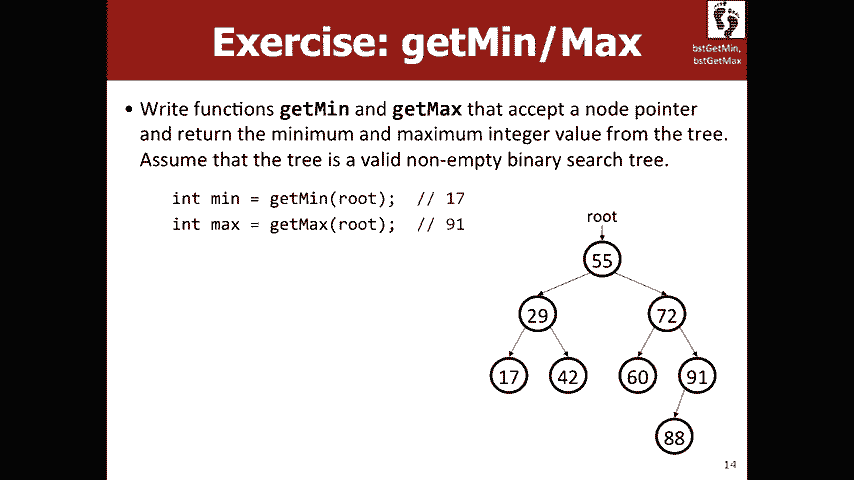 Exercise: getMin/Max
bstGetMin,
bstGetMax
• Write functions getMin and getMax that accept a node pointer
and return the minimum and maximum integer value from the tree.
Assume that the tree is a valid non-empty binary search tree.
int min = getMin(root); // 17
int max = getMax(root); // 91
root
55
29 72
17 42 60 91
88
14